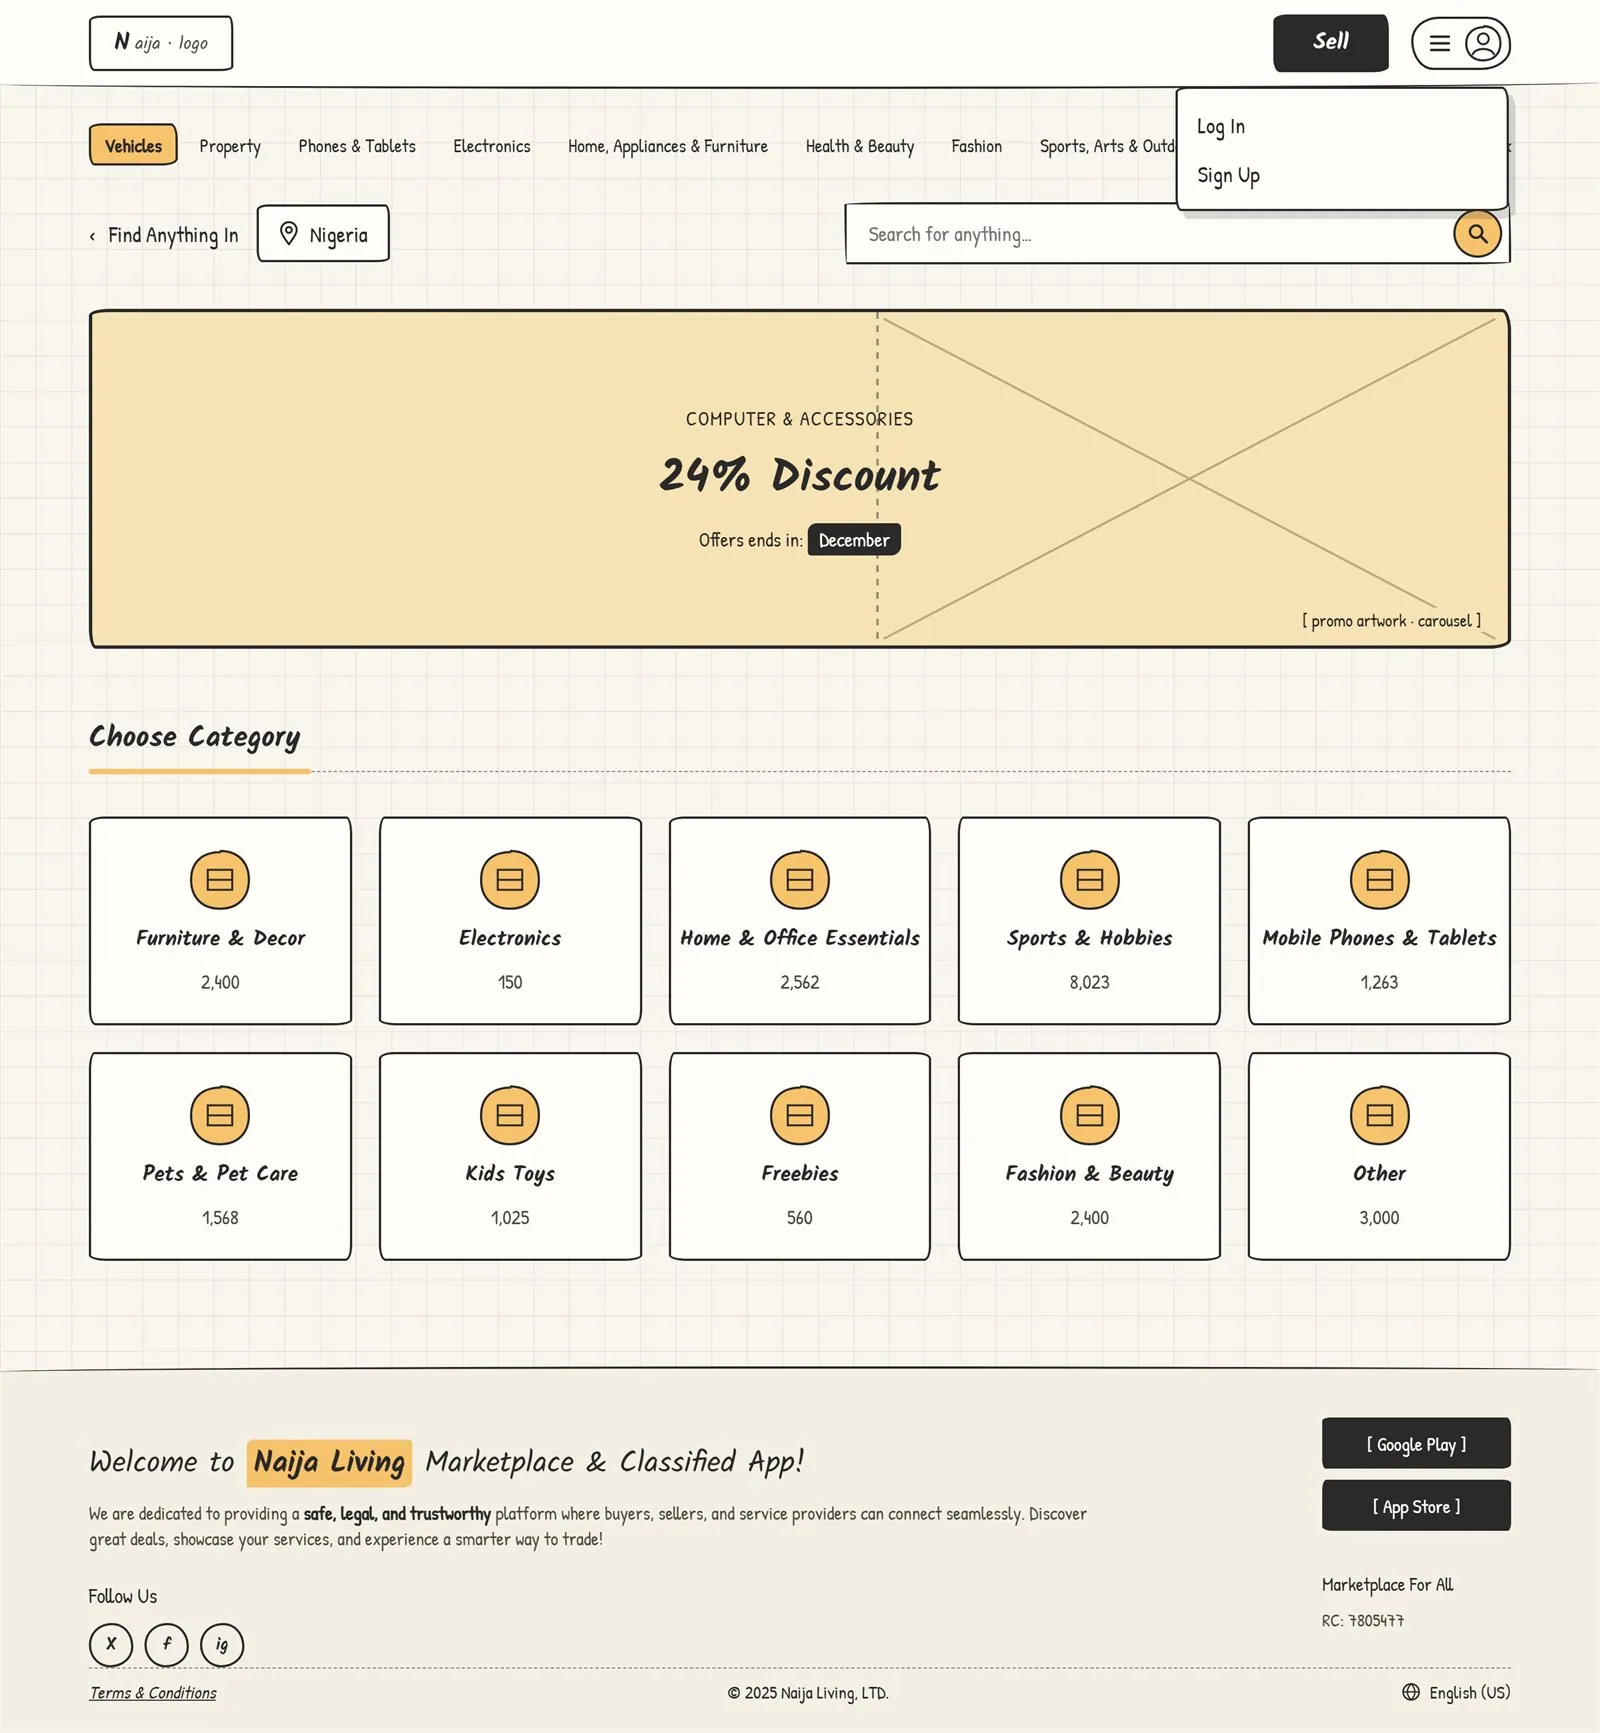 N aija · logo
Sell
Log In
Sign Up
Vehicles Property Phones & Tablets Electronics Home, Appliances & Furniture Health & Beauty Fashion Sports, Arts & Outd
‹ Find Anything In Nigeria
Search for anything...
COMPUTER & ACCESSORIES
24% Discount
Offers ends in: December
[ promo artwork · carousel ]
Choose Category
Furniture & Decor
2,400
Electronics
150
Home & Office Essentials
2,562
Sports & Hobbies
8,023
Mobile Phones & Tablets
1,263
Pets & Pet Care
1,568
Kids Toys
1,025
Freebies
560
Fashion & Beauty
2,400
Other
3,000
Welcome to Naija Living Marketplace & Classified App!
We are dedicated to providing a safe, legal, and trustworthy platform where buyers, sellers, and service providers can connect seamlessly. Discover
great deals, showcase your services, and experience a smarter way to trade!
Follow Us
X f ig
[ Google Play ]
[ App Store ]
Marketplace For All
RC: 7805477
Terms & Conditions
© 2025 Naija Living, LTD.
English (US)